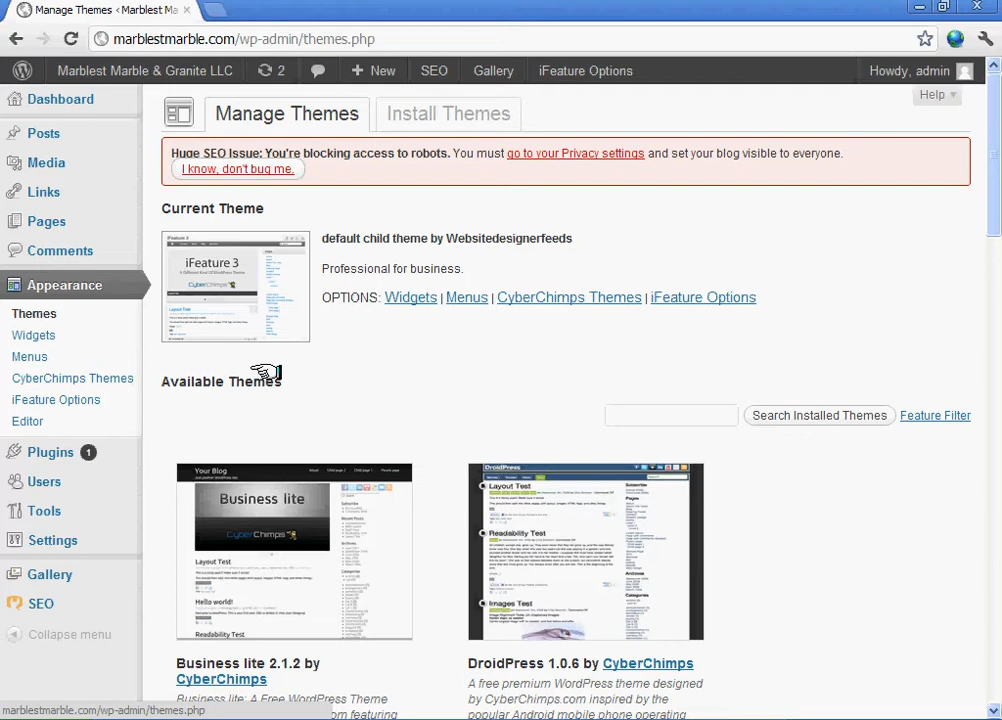 Manage Themes < Marblest Ma
marblestmarble.com/wp-admin/themes.php
Marblest Marble & Granite LLC 2 New SEO Gallery iFeature Options Howdy, admin
Help
Dashboard
Posts
Media
Links
Pages
Comments
Appearance
Themes
Widgets
Menus
CyberChimps Themes
iFeature Options
Editor
Plugins 1
Users
Tools
Settings
Gallery
SEO
Collapse menu
Manage Themes Install Themes
Huge SEO Issue: You're blocking access to robots. You must go to your Privacy settings and set your blog visible to everyone.
I know, don't bug me.
Current Theme
iFeature 3
CyberChimps
Layout Test
default child theme by Websitedesignerfeeds
Professional for business.
OPTIONS: Widgets | Menus | CyberChimps Themes | iFeature Options
Available Themes
Search Installed Themes Feature Filter
Your Blog
Business lite
CyberChimps
Layout Test
Hello world!
Readability Test
DroidPress
Layout Test
Readability Test
Images Test
Business lite 2.1.2 by
CyberChimps
Business lite: A Free WordPress Theme
om featuring
DroidPress 1.0.6 by CyberChimps
A free premium WordPress theme designed
by CyberChimps.com inspired by the
popular Android mobile phone operating
marblestmarble.com/wp-admin/themes.php